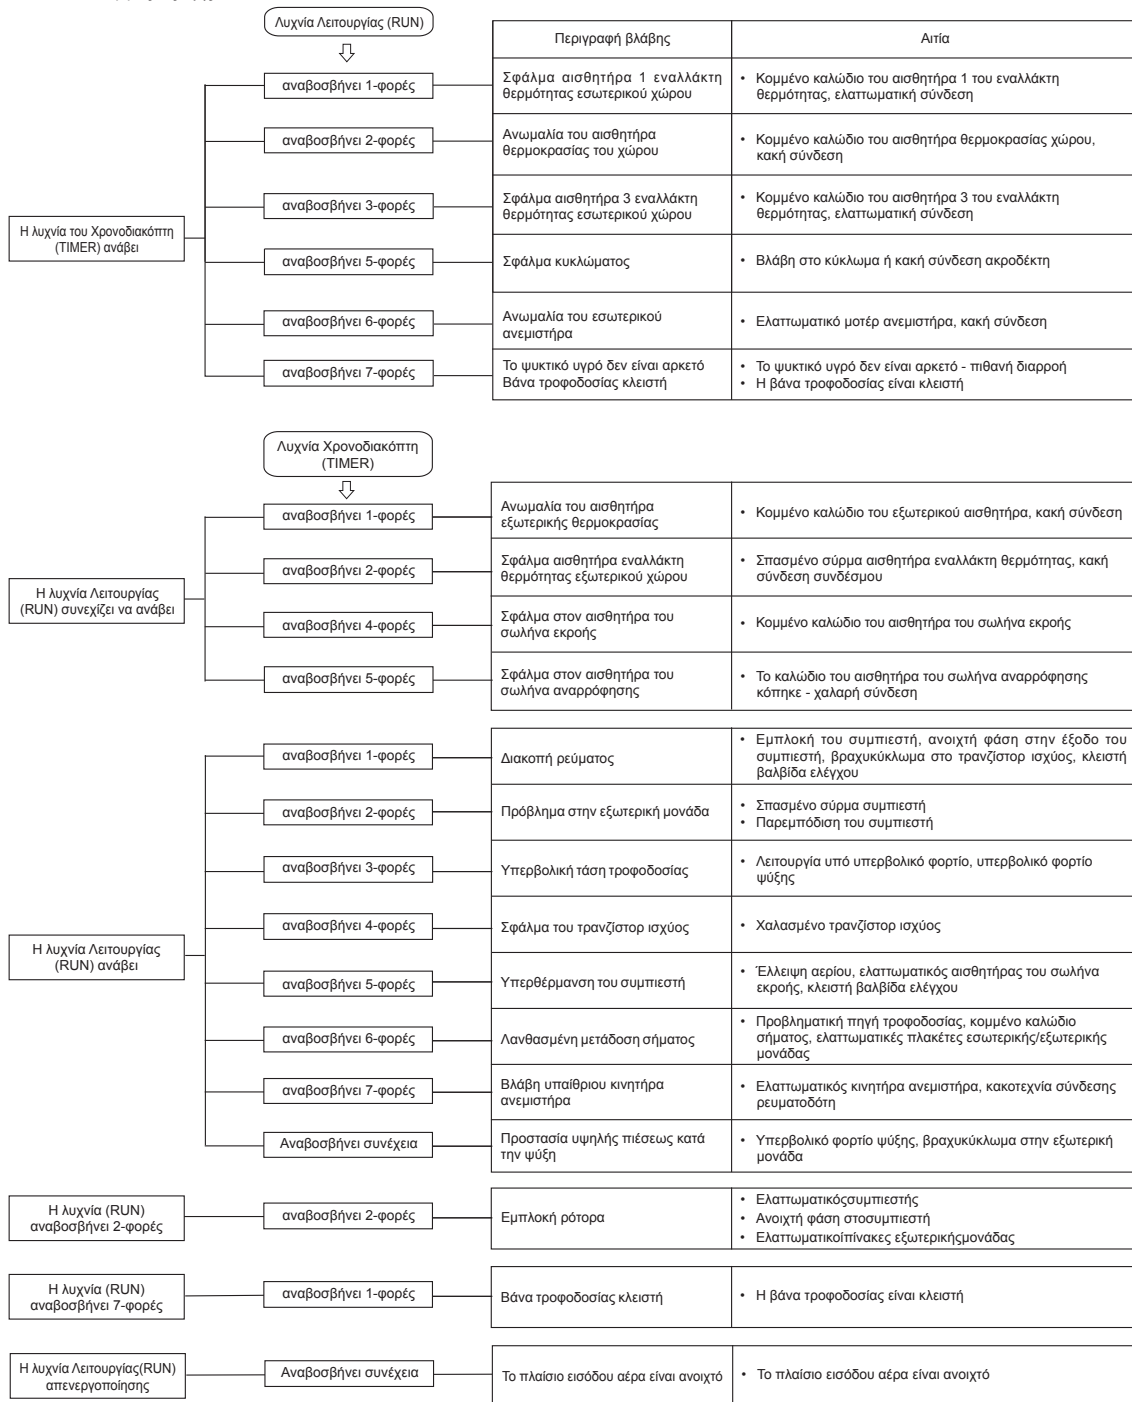 Λυχνία Λειτουργίας (RUN)
Περιγραφή βλάβης
Αιτία
Η λυχνία του Χρονοδιακόπτη
(TIMER) ανάβει
αναβοσβήνει 1-φορές
Σφάλμα αισθητήρα 1 εναλλάκτη
θερμότητας εσωτερικού χώρου
• Κομμένο καλώδιο του αισθητήρα 1 του εναλλάκτη
θερμότητας, ελαττωματική σύνδεση
αναβοσβήνει 2-φορές
Ανωμαλία του αισθητήρα
θερμοκρασίας του χώρου
• Κομμένο καλώδιο του αισθητήρα θερμοκρασίας χώρου,
κακή σύνδεση
αναβοσβήνει 3-φορές
Σφάλμα αισθητήρα 3 εναλλάκτη
θερμότητας εσωτερικού χώρου
• Κομμένο καλώδιο του αισθητήρα 3 του εναλλάκτη
θερμότητας, ελαττωματική σύνδεση
αναβοσβήνει 5-φορές
Σφάλμα κυκλώματος
• Βλάβη στο κύκλωμα ή κακή σύνδεση ακροδέκτη
αναβοσβήνει 6-φορές
Ανωμαλία του εσωτερικού
ανεμιστήρα
• Ελαττωματικό μοτέρ ανεμιστήρα, κακή σύνδεση
αναβοσβήνει 7-φορές
Το ψυκτικό υγρό δεν είναι αρκετό
Βάνα τροφοδοσίας κλειστή
• Το ψυκτικό υγρό δεν είναι αρκετό - πιθανή διαρροή
• Η βάνα τροφοδοσίας είναι κλειστή
Λυχνία Χρονοδιακόπτη
(TIMER)
Η λυχνία Λειτουργίας
(RUN) συνεχίζει να ανάβει
αναβοσβήνει 1-φορές
Ανωμαλία του αισθητήρα
εξωτερικής θερμοκρασίας
• Κομμένο καλώδιο του εξωτερικού αισθητήρα, κακή σύνδεση
αναβοσβήνει 2-φορές
Σφάλμα αισθητήρα εναλλάκτη
θερμότητας εξωτερικού χώρου
• Σπασμένο σύρμα αισθητήρα εναλλάκτη θερμότητας, κακή
σύνδεση συνδέσμου
αναβοσβήνει 4-φορές
Σφάλμα στον αισθητήρα του
σωλήνα εκροής
• Κομμένο καλώδιο του αισθητήρα του σωλήνα εκροής
αναβοσβήνει 5-φορές
Σφάλμα στον αισθητήρα του
σωλήνα αναρρόφησης
• Το καλώδιο του αισθητήρα του σωλήνα αναρρόφησης
κόπηκε - χαλαρή σύνδεση
Η λυχνία Λειτουργίας
(RUN) ανάβει
αναβοσβήνει 1-φορές
Διακοπή ρεύματος
• Εμπλοκή του συμπιεστή, ανοιχτή φάση στην έξοδο του
συμπιεστή, βραχυκύκλωμα στο τρανζίστορ ισχύος, κλειστή
βαλβίδα ελέγχου
αναβοσβήνει 2-φορές
Πρόβλημα στην εξωτερική μονάδα
• Σπασμένο σύρμα συμπιεστή
• Παρεμπόδιση του συμπιεστή
αναβοσβήνει 3-φορές
Υπερβολική τάση τροφοδοσίας
• Λειτουργία υπό υπερβολικό φορτίο, υπερβολικό φορτίο
ψύξης
αναβοσβήνει 4-φορές
Σφάλμα του τρανζίστορ ισχύος
• Χαλασμένο τρανζίστορ ισχύος
αναβοσβήνει 5-φορές
Υπερθέρμανση του συμπιεστή
• Έλλειψη αερίου, ελαττωματικός αισθητήρας του σωλήνα
εκροής, κλειστή βαλβίδα ελέγχου
αναβοσβήνει 6-φορές
Λανθασμένη μετάδοση σήματος
• Προβληματική πηγή τροφοδοσίας, κομμένο καλώδιο
σήματος, ελαττωματικές πλακέτες εσωτερικής/εξωτερικής
μονάδας
αναβοσβήνει 7-φορές
Βλάβη υπαίθριου κινητήρα
ανεμιστήρα
• Ελαττωματικός κινητήρα ανεμιστήρα, κακοτεχνία σύνδεσης
ρευματοδότη
Αναβοσβήνει συνέχεια
Προστασία υψηλής πιέσεως κατά
την ψύξη
• Υπερβολικό φορτίο ψύξης, βραχυκύκλωμα στην εξωτερική
μονάδα
Η λυχνία (RUN)
αναβοσβήνει 2-φορές
αναβοσβήνει 2-φορές
Εμπλοκή ρότορα
• Ελαττωματικόςσυμπιεστής
• Ανοιχτή φάση στοσυμπιεστή
• Ελαττωματικοίπίνακες εξωτερικήςμονάδας
Η λυχνία (RUN)
αναβοσβήνει 7-φορές
αναβοσβήνει 1-φορές
Βάνα τροφοδοσίας κλειστή
• Η βάνα τροφοδοσίας είναι κλειστή
Η λυχνία Λειτουργίας(RUN)
απενεργοποίησης
Αναβοσβήνει συνέχεια
Το πλαίσιο εισόδου αέρα είναι ανοιχτό
• Το πλαίσιο εισόδου αέρα είναι ανοιχτό